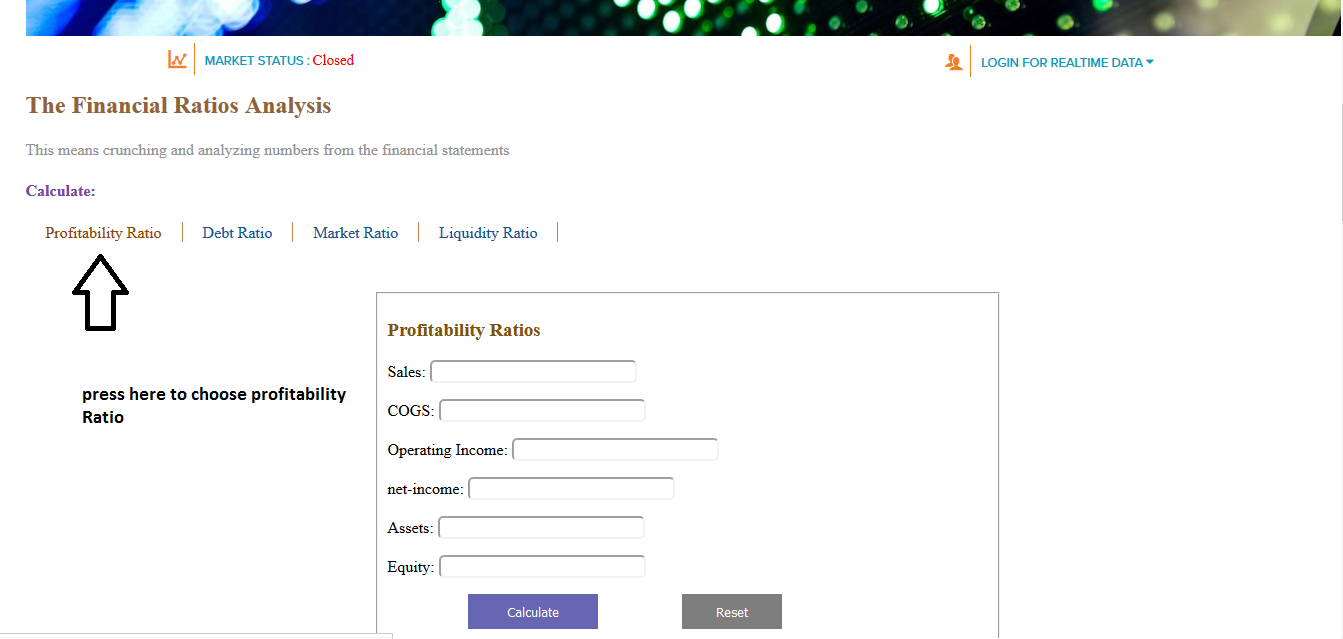 MARKET STATUS : Closed
LOGIN FOR REALTIME DATA
The Financial Ratios Analysis
This means crunching and analyzing numbers from the financial statements
Calculate:
Profitability Ratio
Debt Ratio
Market Ratio
Liquidity Ratio
press here to choose profitability
Ratio
Profitability Ratios
Sales:
COGS:
Operating Income:
net-income:
Assets:
Equity:
Calculate
Reset